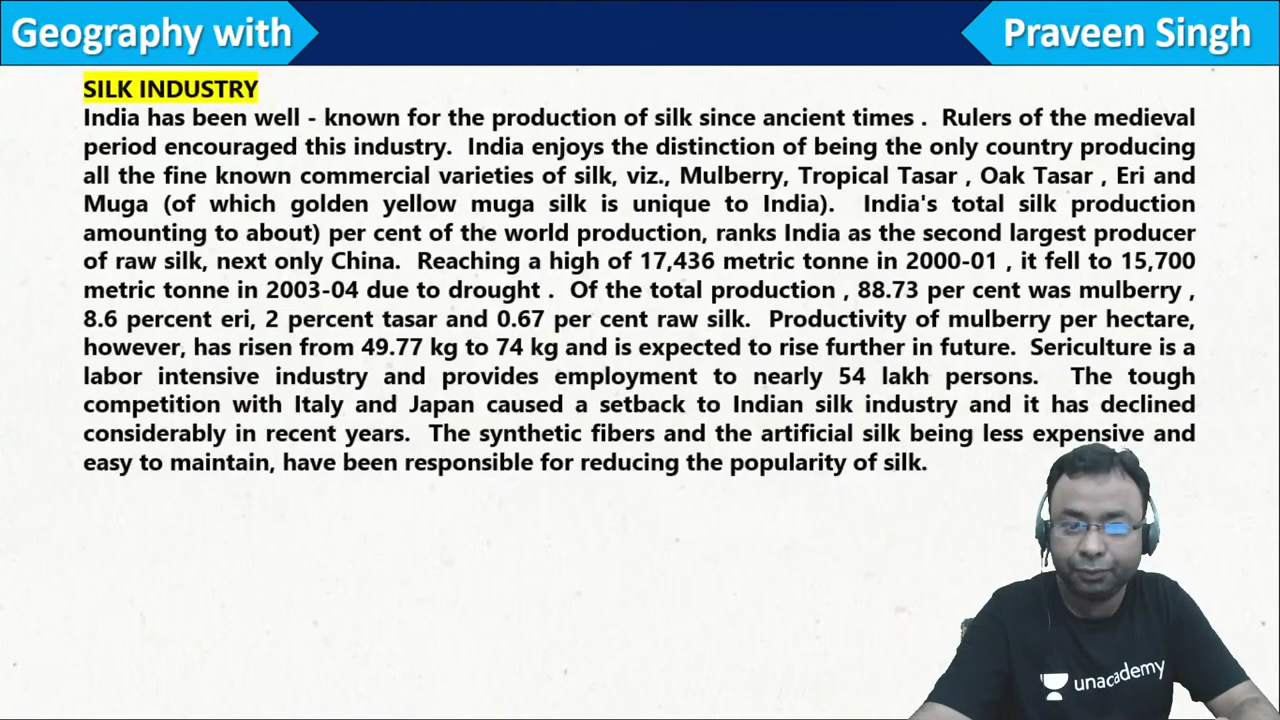 Geography with
Praveen Singh
SILK INDUSTRY
India has been well - known for the production of silk since ancient times . Rulers of the medieval
period encouraged this industry. India enjoys the distinction of being the only country producing
all the fine known commercial varieties of silk, viz., Mulberry, Tropical Tasar , Oak Tasar , Eri and
Muga (of which golden yellow muga silk is unique to India). India's total silk production
amounting to about) per cent of the world production, ranks India as the second largest producer
of raw silk, next only China. Reaching a high of 17,436 metric tonne in 2000-01 , it fell to 15,700
metric tonne in 2003-04 due to drought . Of the total production , 88.73 per cent was mulberry ,
8.6 percent eri, 2 percent tasar and 0.67 per cent raw silk. Productivity of mulberry per hectare,
however, has risen from 49.77 kg to 74 kg and is expected to rise further in future. Sericulture is a
labor intensive industry and provides employment to nearly 54 lakh persons. The tough
competition with Italy and Japan caused a setback to Indian silk industry and it has declined
considerably in recent years. The synthetic fibers and the artificial silk being less expensive and
easy to maintain, have been responsible for reducing the popularity of silk.
unacademy